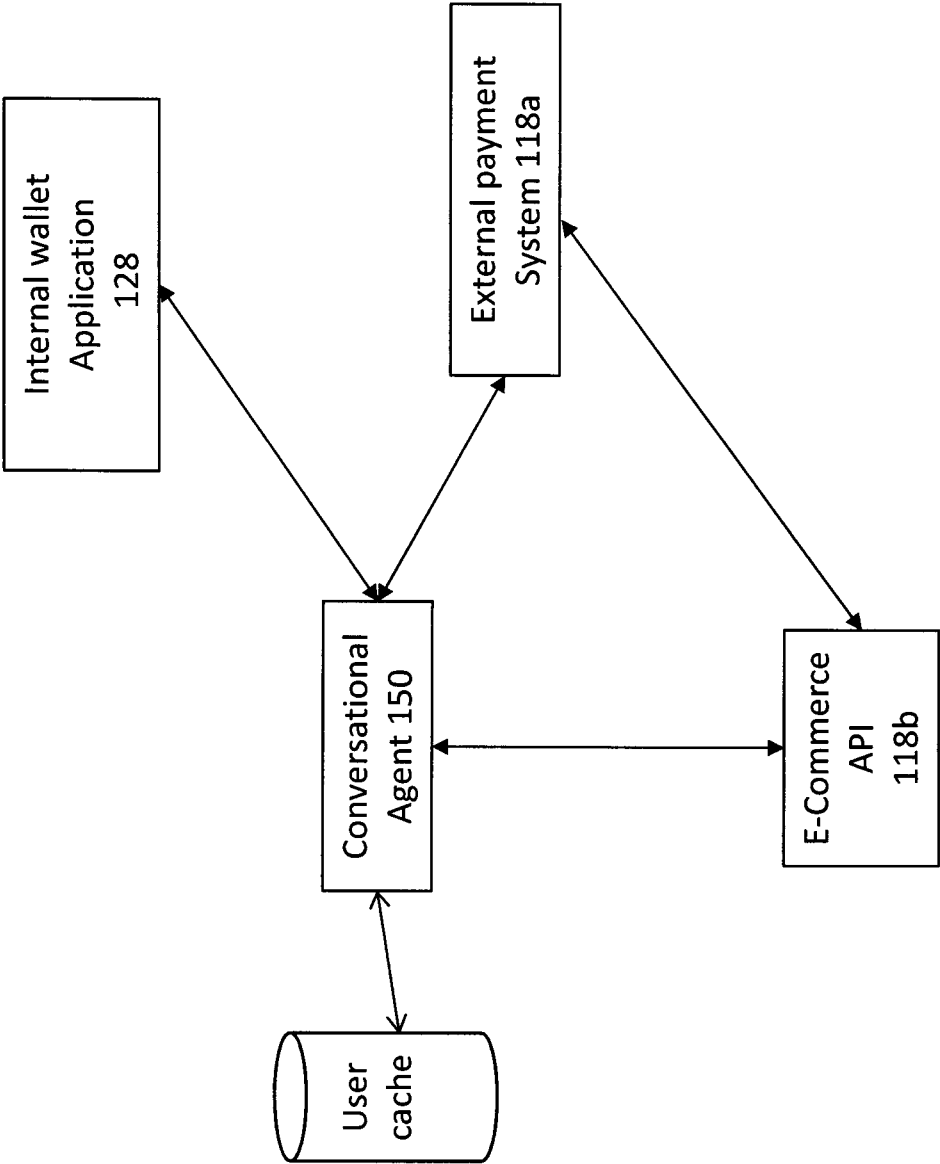 Internal wallet
Application
128
External payment
System 118a
Conversational
Agent 150
E-Commerce
API
118b
User
cache